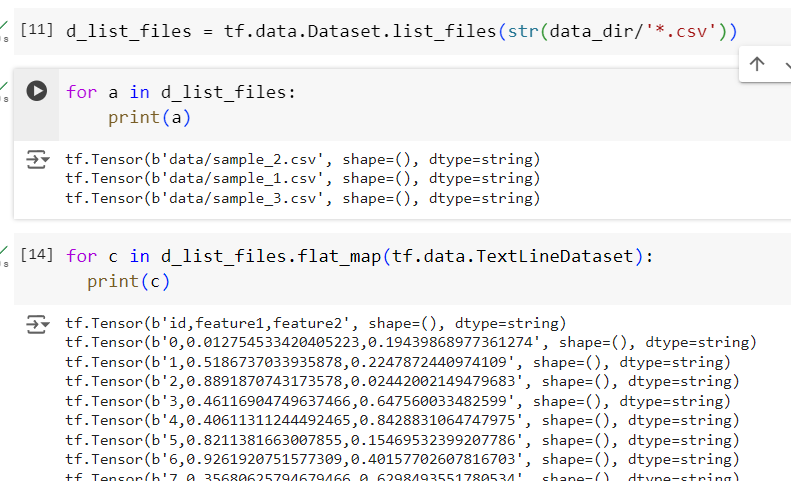 [11] d_list_files = tf.data.Dataset.list_files(str(data_dir/'*.csv'))
for a in d_list_files:
print(a)
tf.Tensor(b'data/sample_2.csv', shape=(), dtype=string)
tf.Tensor(b'data/sample_1.csv', shape=(), dtype=string)
tf.Tensor(b'data/sample_3.csv', shape=(), dtype=string)
[14] for c in d_list_files.flat_map(tf.data.TextLineDataset):
print(c)
tf.Tensor(b'id,feature1,feature2', shape=(), dtype=string)
tf.Tensor(b'0,0.012754533420405223,0.19439868977361274', shape=(), dtype=string)
tf.Tensor(b'1,0.5186737033935878,0.2247872440974109', shape=(), dtype=string)
tf.Tensor(b'2,0.8891870743173578,0.02442002149479683', shape=(), dtype=string)
tf.Tensor(b'3,0.46116904749637466,0.647560033482599', shape=(), dtype=string)
tf.Tensor(b'4,0.40611311244492465,0.8428831064747975', shape=(), dtype=string)
tf.Tensor(b'5,0.8211381663007855,0.15469532399207786', shape=(), dtype=string)
tf.Tensor(b'6,0.9261920751577309,0.40157702607816703', shape=(), dtype=string)
tf.Tensor(b'7,0.35680625794679466,0.6298493551780534', shape=(), dtype=string)